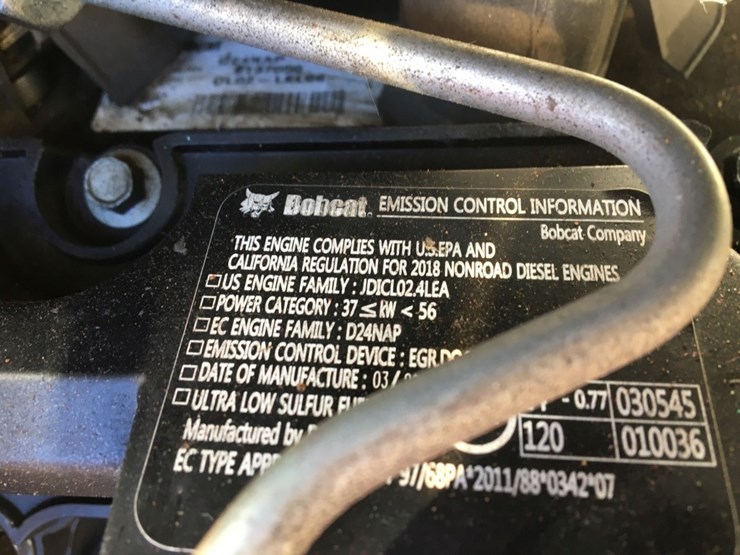 Bobcat EMISSION CONTROL INFORMATION
Bobcat Company
THIS ENGINE COMPLIES WITH U.S.EPA AND
CALIFORNIA REGULATION FOR 2018 NONROAD DIESEL ENGINES
US ENGINE FAMILY : JDICL02.4LEA
POWER CATEGORY : 37 ≤ kW < 56
EC ENGINE FAMILY : D24NAP
EMISSION CONTROL DEVICE : EGR
DATE OF MANUFACTURE : 03/
ULTRA LOW SULFUR
- 0.77 030545
Manufactured by
120 010036
EC TYPE
97/68PA*2011/88*0342*07